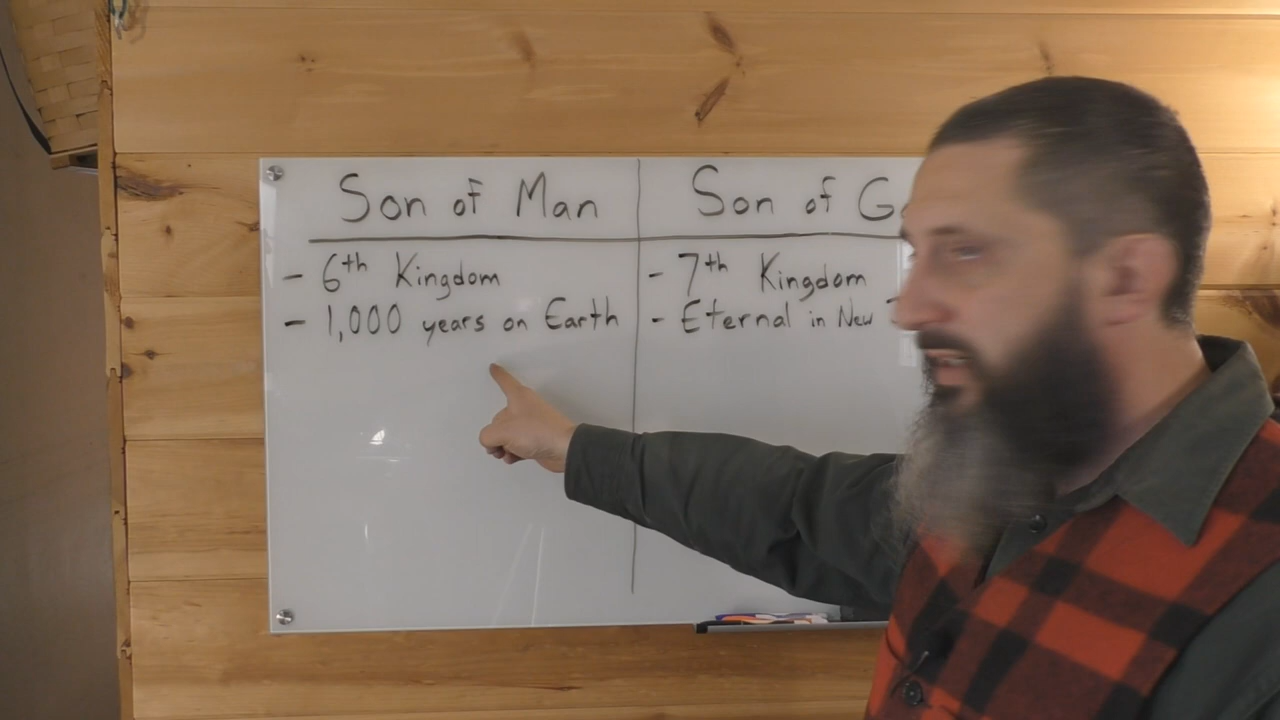 Son of Man
Son of G
- 6th Kingdom
- 1,000 years on Earth
- 7th Kingdom
- Eternal in New